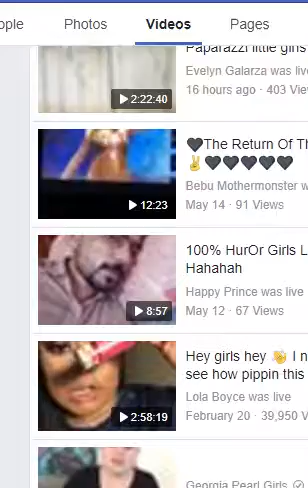 ople Photos Videos Pages
Paparazzi little girls
Evelyn Galarza was live
16 hours ago · 403 Vie
2:22:40
🖤The Return Of Th
✌🖤🖤🖤🖤🖤
Bebu Mothermonster w
May 14 · 91 Views
12:23
100% HurOr Girls L
Hahahah
Happy Prince was live
May 12 · 67 Views
8:57
Hey girls hey 👋 I n
see how pippin this
Lola Boyce was live
February 20 · 39,950 V
2:58:19
Georgia Pearl Girls